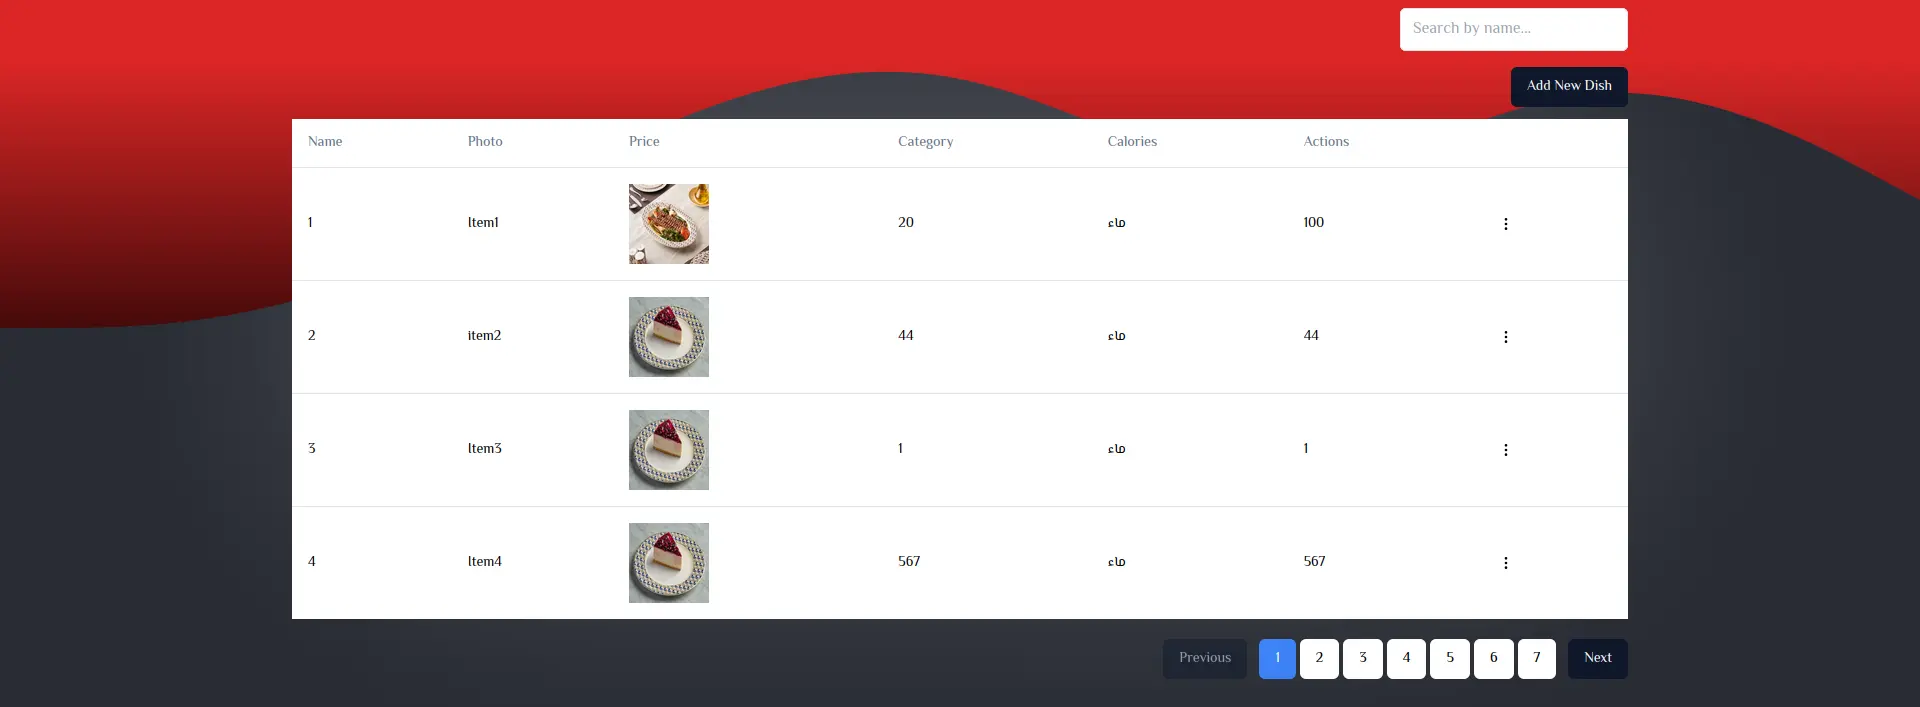 Search by name...
Add New Dish
Name Photo Price Category Calories Actions
1 Item1 20 ماء 100
2 item2 44 ماء 44
3 Item3 1 ماء 1
4 Item4 567 ماء 567
Previous 1 2 3 4 5 6 7 Next